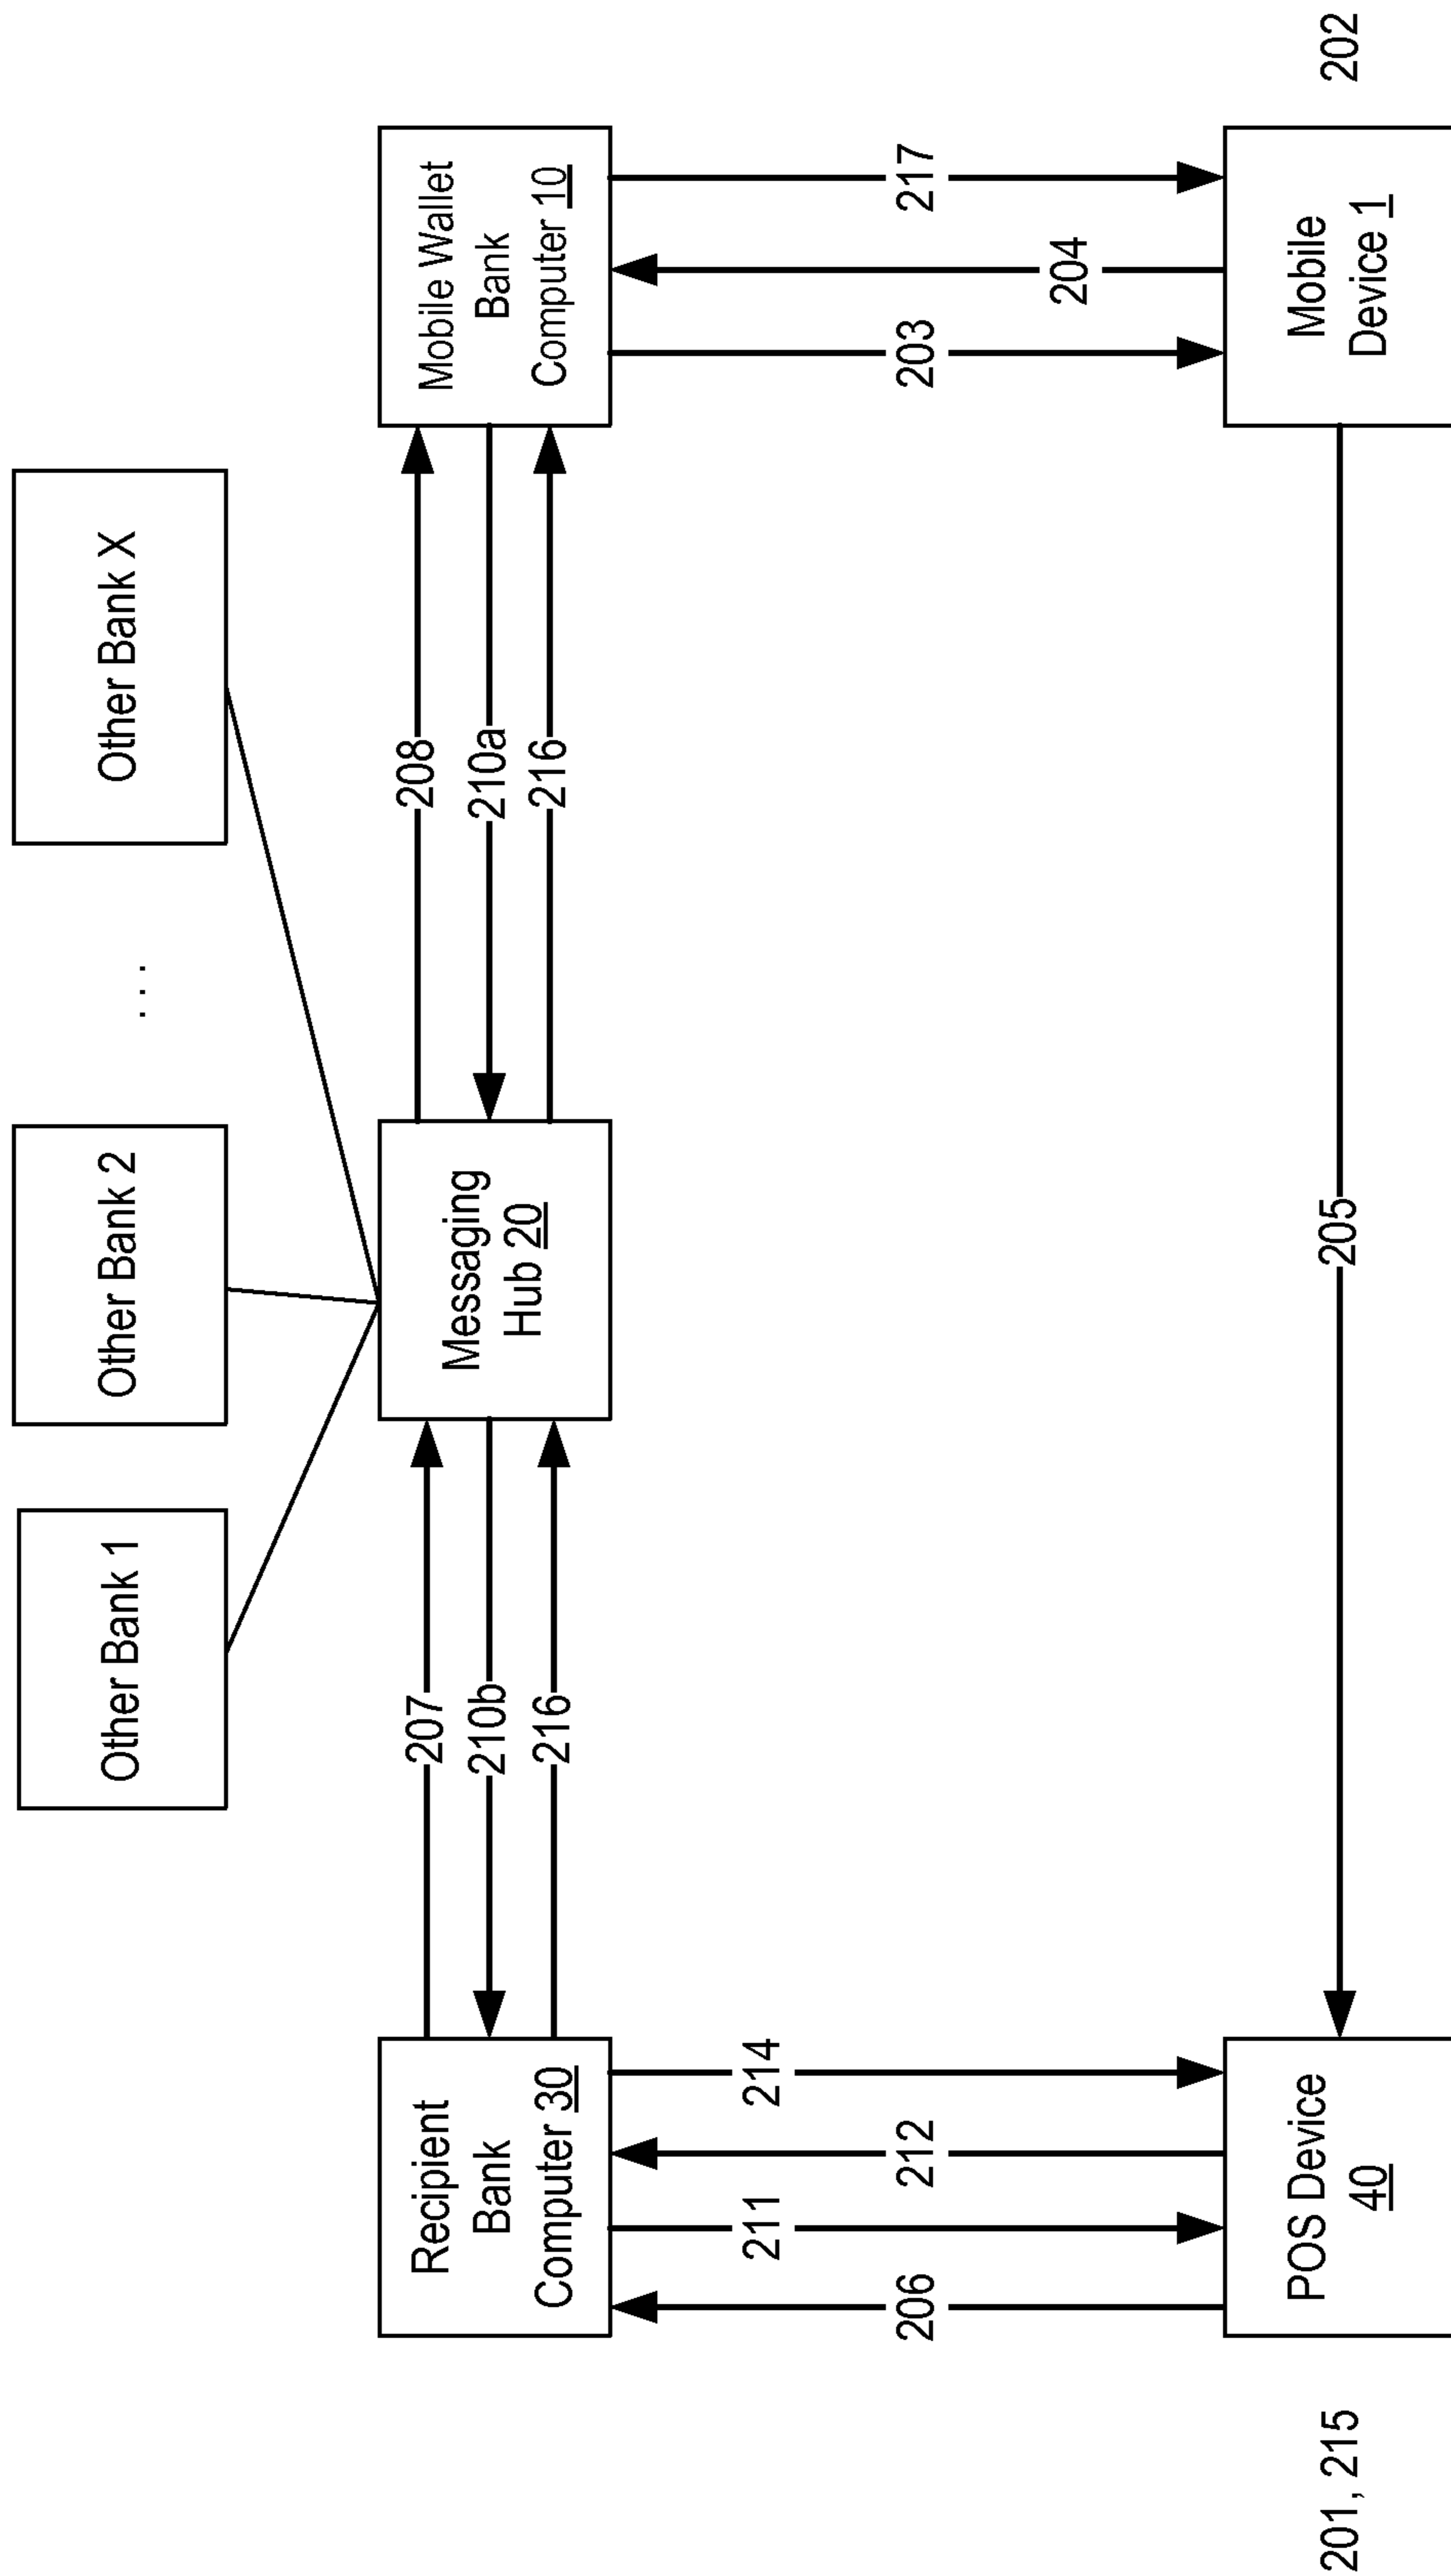 Other Bank 1
Other Bank 2
. . .
Other Bank X
Recipient
Bank
Computer 30
207
210b
216
Messaging
Hub 20
208
210a
216
Mobile Wallet
Bank
Computer 10
206
211
212
214
203
204
217
201, 215
POS Device
40
205
Mobile
Device 1
202